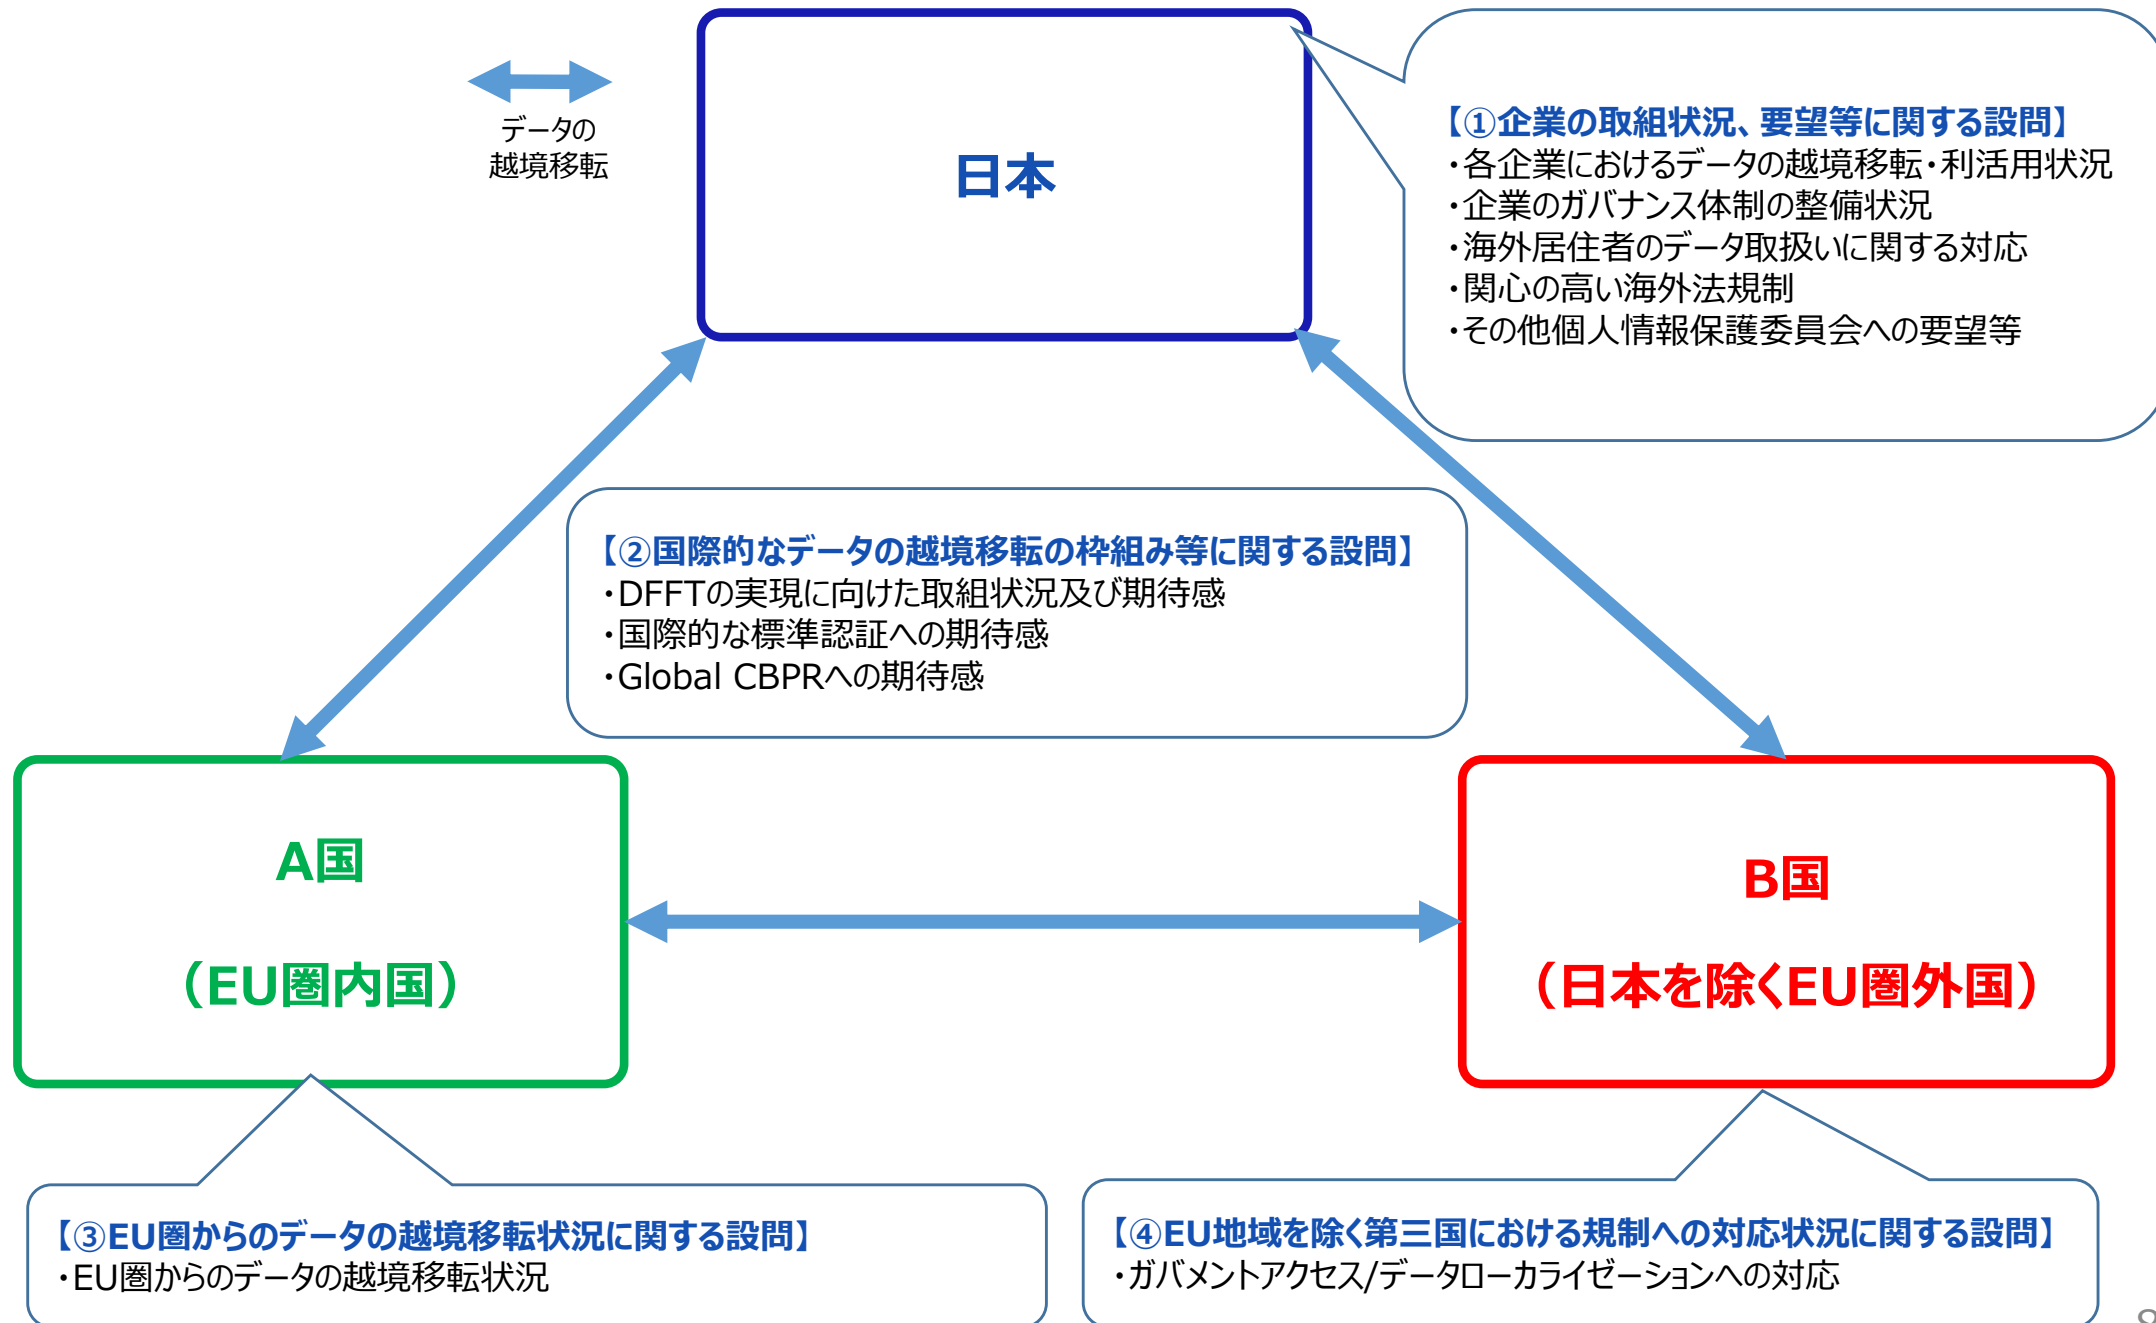 データの
越境移転
日本
【①企業の取組状況、要望等に関する設問】
・各企業におけるデータの越境移転・利活用状況
・企業のガバナンス体制の整備状況
・海外居住者のデータ取扱いに関する対応
・関心の高い海外法規制
・その他個人情報保護委員会への要望等
【②国際的なデータの越境移転の枠組み等に関する設問】
・DFFTの実現に向けた取組状況及び期待感
・国際的な標準認証への期待感
・Global CBPRへの期待感
A国
（EU圏内国）
B国
（日本を除くEU圏外国）
【③EU圏からのデータの越境移転状況に関する設問】
・EU圏からのデータの越境移転状況
【④EU地域を除く第三国における規制への対応状況に関する設問】
・ガバメントアクセス/データローカライゼーションへの対応